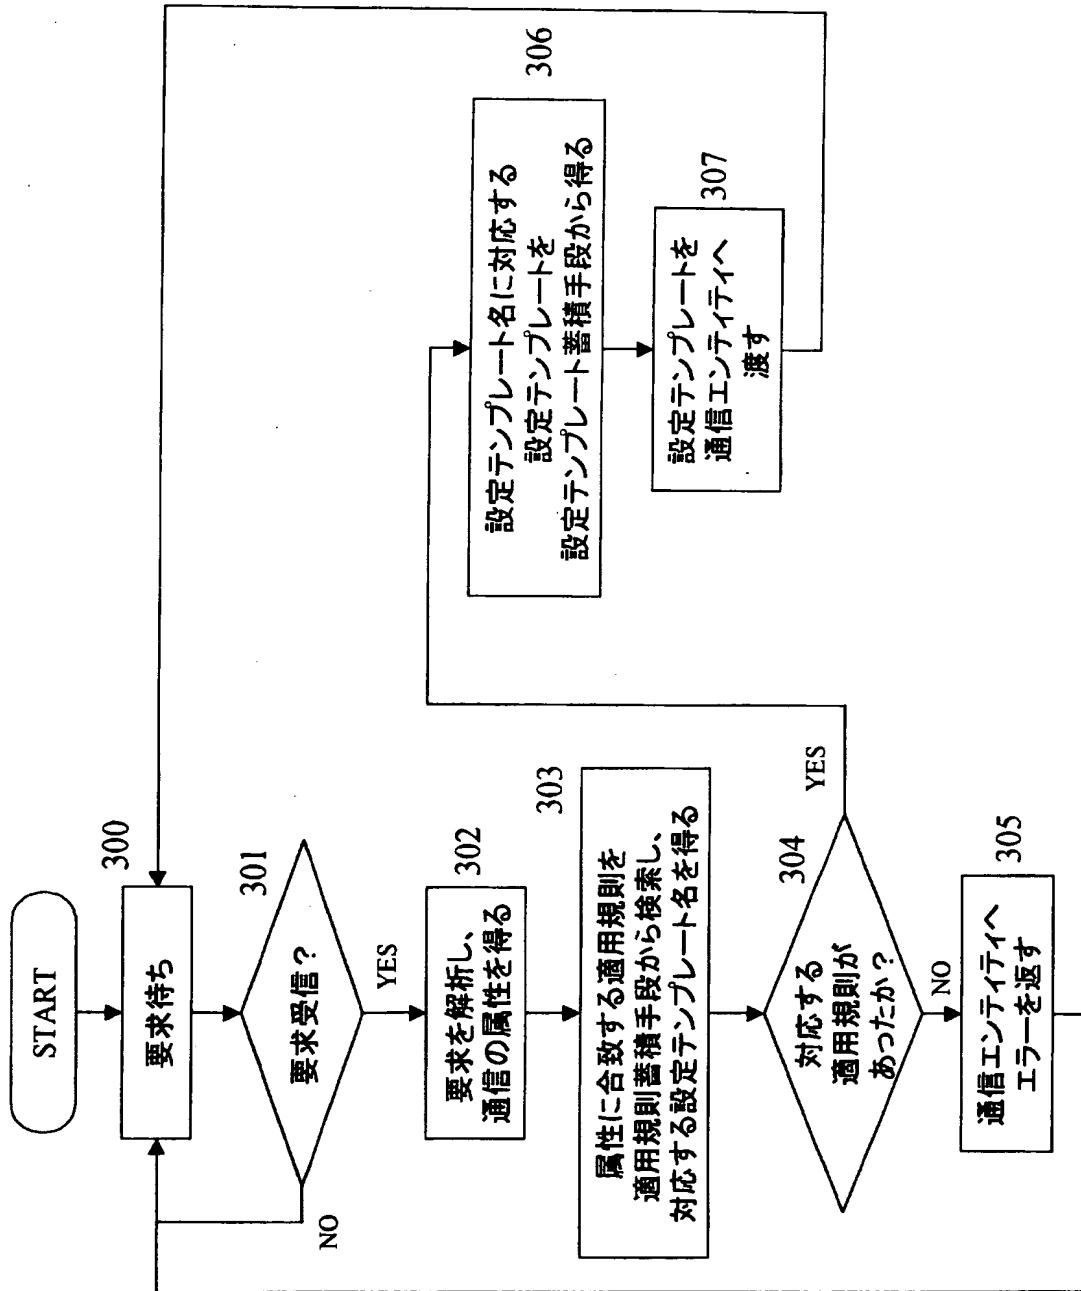 START
300
要求待ち
301
要求受信？
NO
YES
302
要求を解析し、
通信の属性を得る
303
属性に合致する適用規則を
適用規則蓄積手段から検索し、
対応する設定テンプレート名を得る
304
対応する
適用規則が
あったか？
YES
NO
305
通信エンティティへ
エラーを返す
306
設定テンプレート名に対応する
設定テンプレートを
設定テンプレート蓄積手段から得る
307
設定テンプレートを
通信エンティティへ
渡す